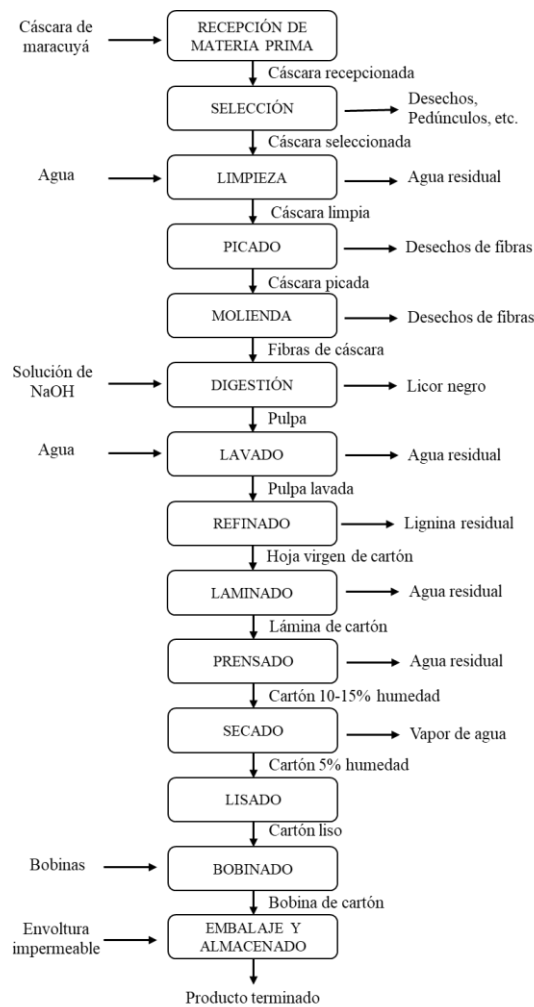 Cáscara de
maracuyá
RECEPCIÓN DE
MATERIA PRIMA
Cáscara recepcionada
SELECCIÓN
Desechos,
Pedúnculos, etc.
Cáscara seleccionada
Agua
LIMPIEZA
Agua residual
Cáscara limpia
PICADO
Desechos de fibras
Cáscara picada
MOLIENDA
Desechos de fibras
Fibras de cáscara
Solución de
NaOH
DIGESTIÓN
Licor negro
Pulpa
Agua
LAVADO
Agua residual
Pulpa lavada
REFINADO
Lignina residual
Hoja virgen de cartón
LAMINADO
Agua residual
Lámina de cartón
PRENSADO
Agua residual
Cartón 10-15% humedad
SECADO
Vapor de agua
Cartón 5% humedad
LISADO
Cartón liso
Bobinas
BOBINADO
Bobina de cartón
Envoltura
impermeable
EMBALAJE Y
ALMACENADO
Producto terminado